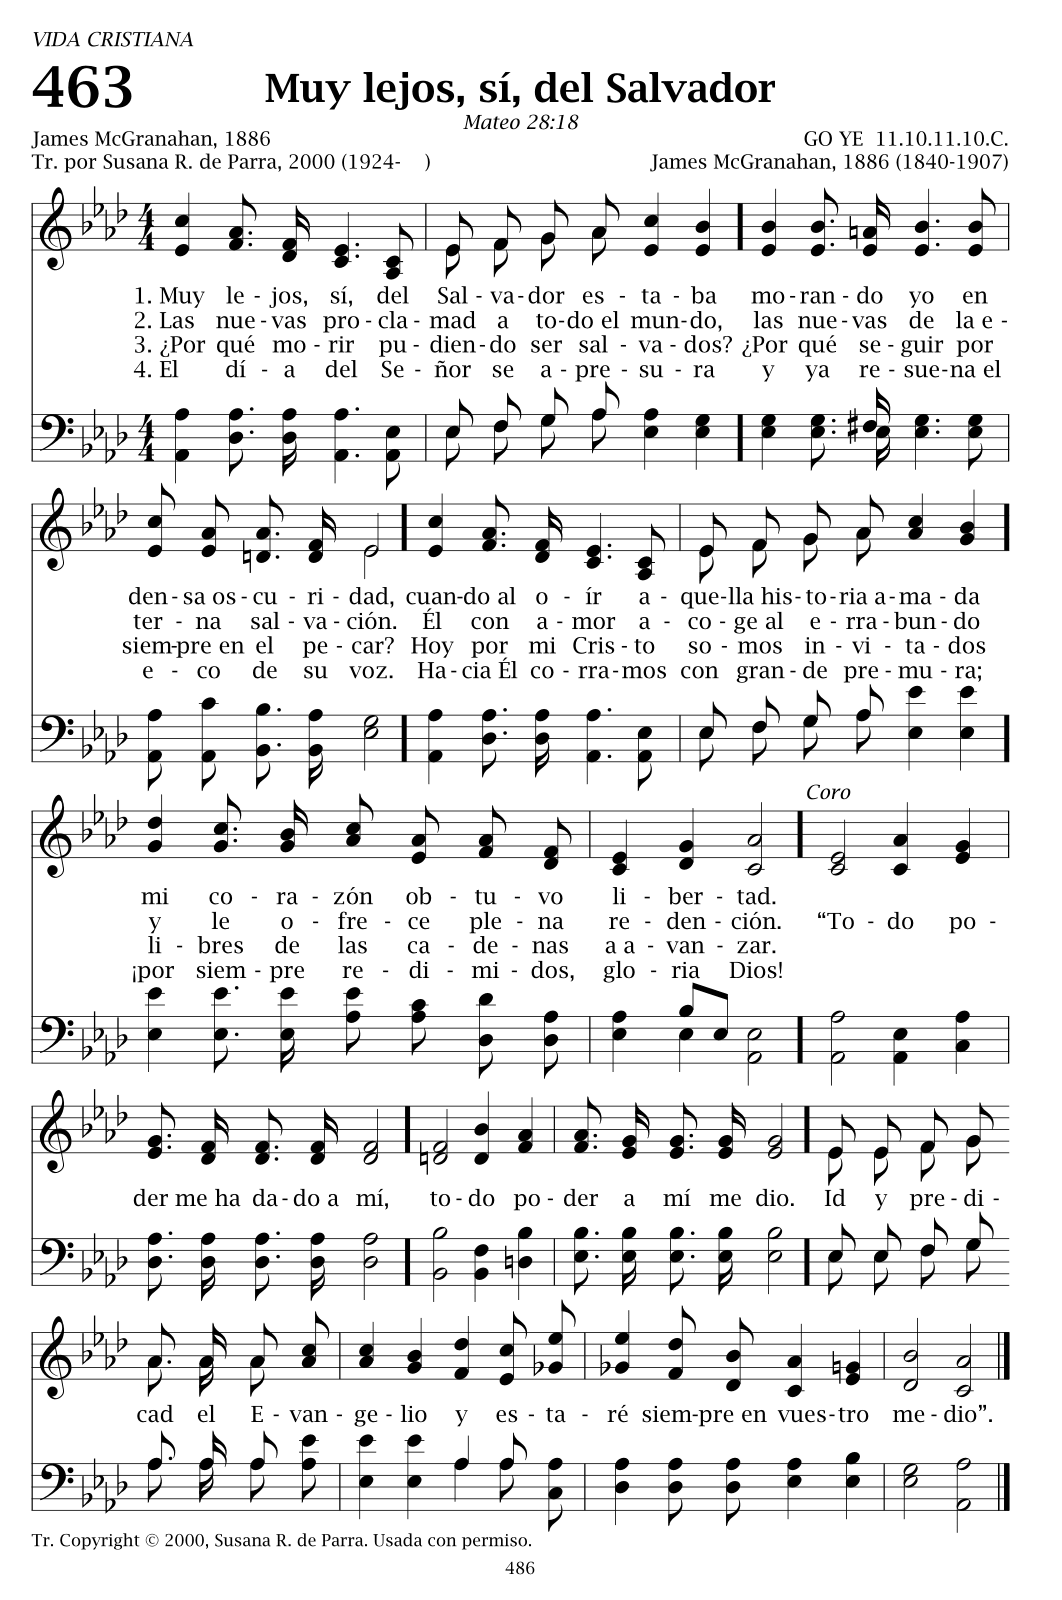 VIDA CRISTIANA
463 Muy lejos, sí, del Salvador
Mateo 28:18
James McGranahan, 1886 GO YE 11.10.11.10.C.
Tr. por Susana R. de Parra, 2000 (1924- ) James McGranahan, 1886 (1840-1907)
1. Muy le - jos, sí, del Sal - va - dor es - ta - ba mo - ran - do yo en
2. Las nue - vas pro - cla - mad a to - do el mun - do, las nue - vas de la e -
3. ¿Por qué mo - rir pu - dien - do ser sal - va - dos? ¿Por qué se - guir por
4. El dí - a del Se - ñor se a - pre - su - ra y ya re - sue - na el
den - sa os - cu - ri - dad, cuan - do al o - ír a - que - lla his - to - ria a - ma - da
ter - na sal - va - ción. Él con a - mor a - co - ge al e - rra - bun - do
siem - pre en el pe - car? Hoy por mi Cris - to so - mos in - vi - ta - dos
e - co de su voz. Ha - cia Él co - rra - mos con gran - de pre - mu - ra;
Coro
mi co - ra - zón ob - tu - vo li - ber - tad.
y le o - fre - ce ple - na re - den - ción. “To - do po -
li - bres de las ca - de - nas a a - van - zar.
¡por siem - pre re - di - mi - dos, glo - ria Dios!
der me ha da - do a mí, to - do po - der a mí me dio. Id y pre - di -
cad el E - van - ge - lio y es - ta - ré siem - pre en vues - tro me - dio”.
Tr. Copyright © 2000, Susana R. de Parra. Usada con permiso.
486